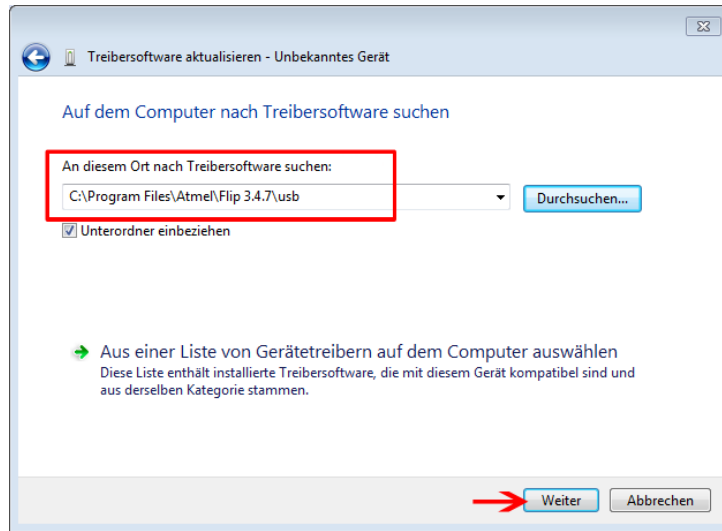 Treibersoftware aktualisieren - Unbekanntes Gerät
Auf dem Computer nach Treibersoftware suchen
An diesem Ort nach Treibersoftware suchen:
C:\Program Files\Atmel\Flip 3.4.7\usb
Durchsuchen...
Unterordner einbeziehen
Aus einer Liste von Gerätetreibern auf dem Computer auswählen
Diese Liste enthält installierte Treibersoftware, die mit diesem Gerät kompatibel sind und
aus derselben Kategorie stammen.
Weiter
Abbrechen